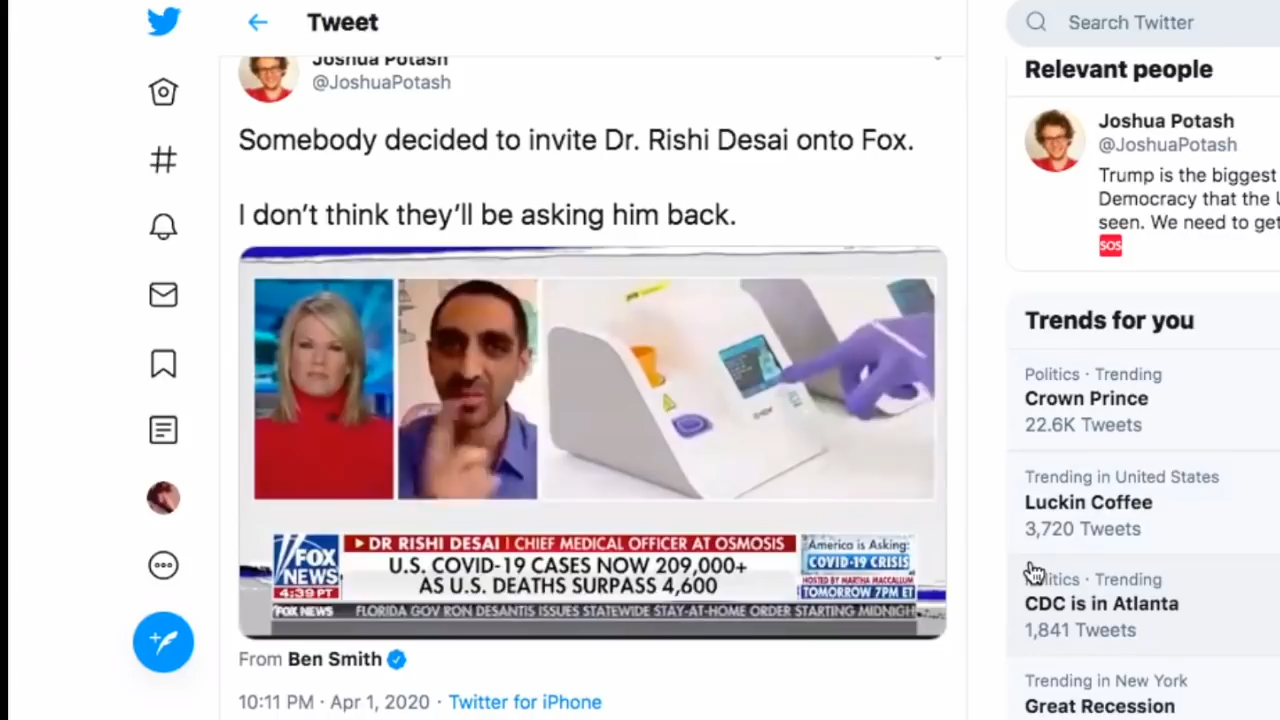 Tweet
Search Twitter
Joshua Potash
@JoshuaPotash
Somebody decided to invite Dr. Rishi Desai onto Fox.
I don't think they'll be asking him back.
FOX
NEWS
4:39 PT
DR RISHI DESAI | CHIEF MEDICAL OFFICER AT OSMOSIS
U.S. COVID-19 CASES NOW 209,000+
AS U.S. DEATHS SURPASS 4,600
America is Asking:
COVID-19 CRISIS
HOSTED BY MARTHA MACCALLUM
TOMORROW 7PM ET
FOX NEWS
FLORIDA GOV RON DESANTIS ISSUES STATEWIDE STAY-AT-HOME ORDER STARTING MIDNIGH
From Ben Smith
10:11 PM · Apr 1, 2020 · Twitter for iPhone
Relevant people
Joshua Potash
@JoshuaPotash
Trump is the biggest
Democracy that the U
seen. We need to get
SOS
Trends for you
Politics · Trending
Crown Prince
22.6K Tweets
Trending in United States
Luckin Coffee
3,720 Tweets
litics · Trending
CDC is in Atlanta
1,841 Tweets
Trending in New York
Great Recession